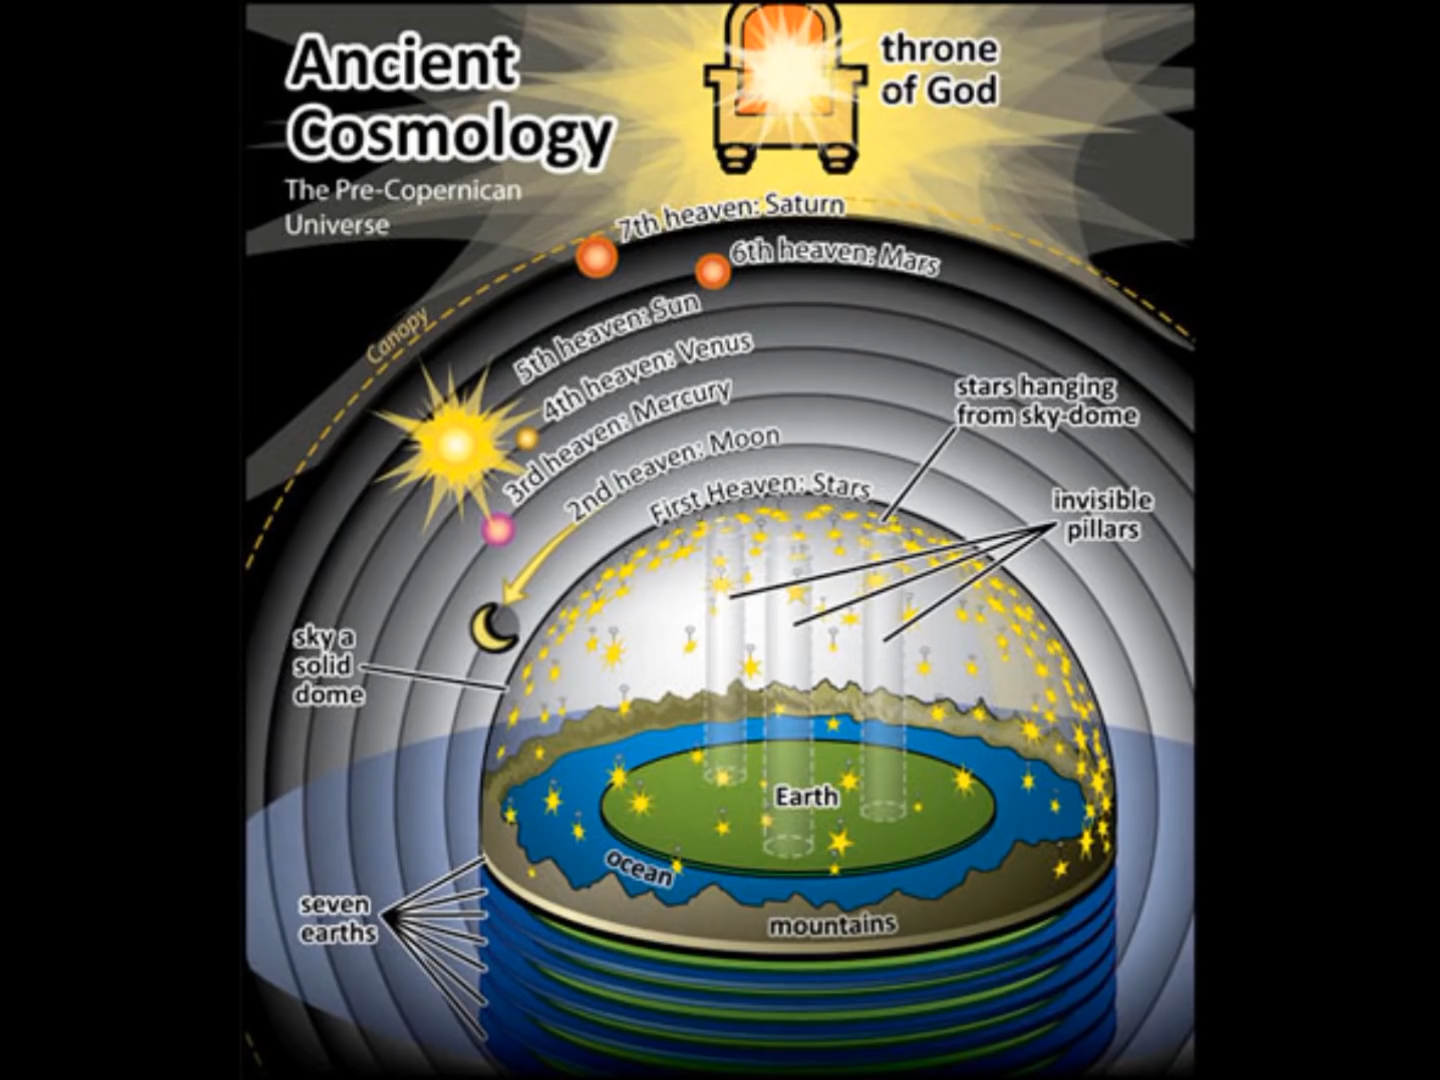 Ancient
Cosmology
The Pre-Copernican
Universe
throne
of God
7th heaven: Saturn
6th heaven: Mars
5th heaven: Sun
4th heaven: Venus
3rd heaven: Mercury
2nd heaven: Moon
First Heaven: Stars
Canopy
stars hanging
from sky-dome
invisible
pillars
sky a
solid
dome
Earth
ocean
mountains
seven
earths